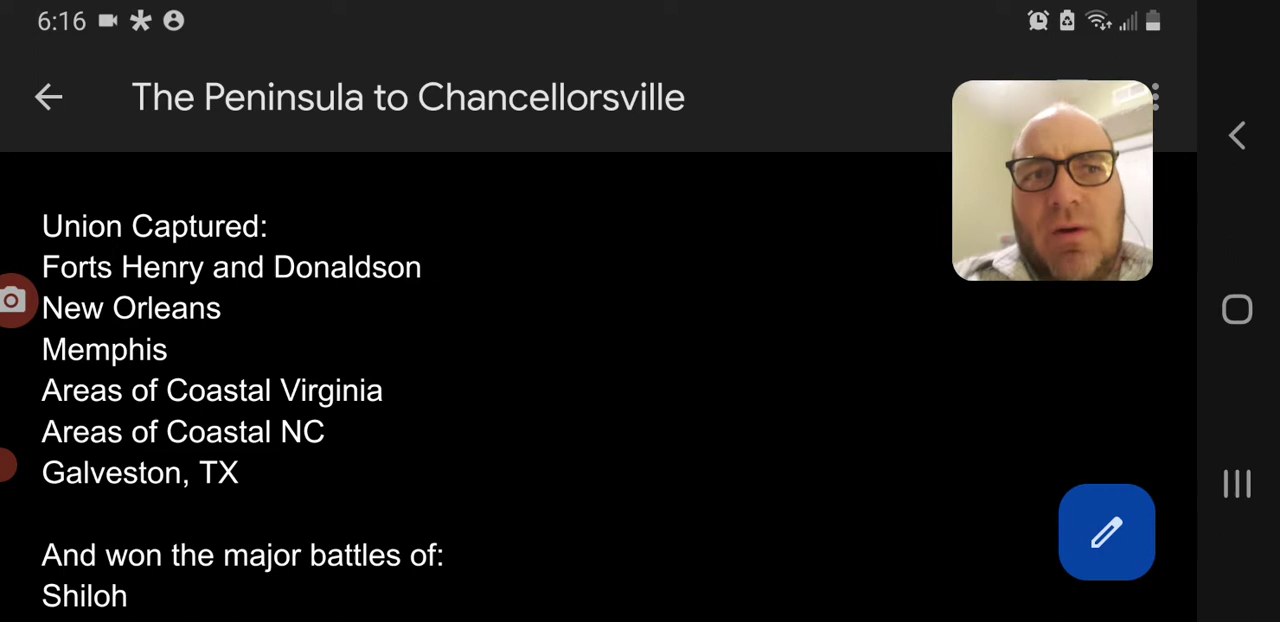 6:16
The Peninsula to Chancellorsville
Union Captured:
Forts Henry and Donaldson
New Orleans
Memphis
Areas of Coastal Virginia
Areas of Coastal NC
Galveston, TX
And won the major battles of:
Shiloh